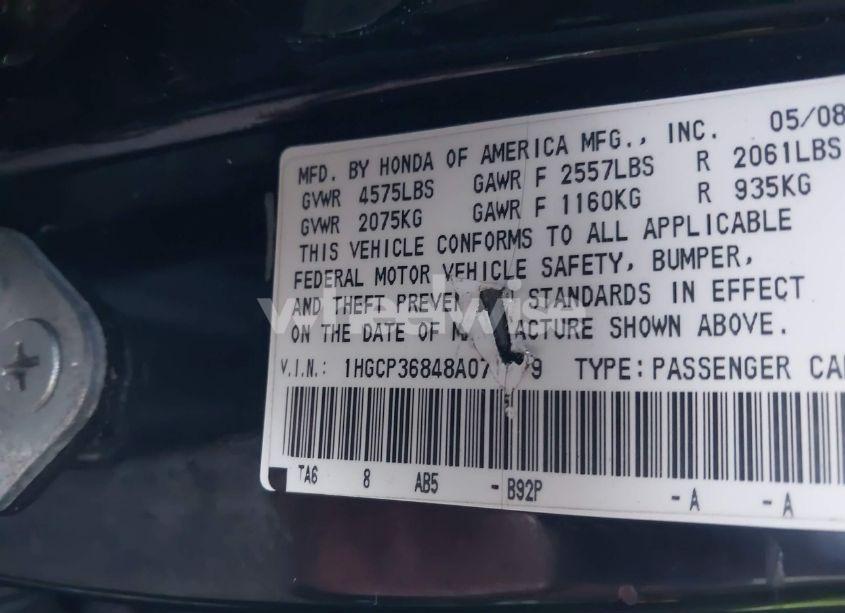 MFD. BY HONDA OF AMERICA MFG., INC. 05/08
GVWR 4575LBS GAWR F 2557LBS R 2061LBS
GVWR 2075KG GAWR F 1160KG R 935KG
THIS VEHICLE CONFORMS TO ALL APPLICABLE
FEDERAL MOTOR VEHICLE SAFETY, BUMPER,
AND THEFT PREVEN STANDARDS IN EFFECT
ON THE DATE OF M ACTURE SHOWN ABOVE.
V.I.N.: 1HGCP36848A07 9 TYPE: PASSENGER CA
TA6 8 AB5 - B92P - A - A
wheelwise